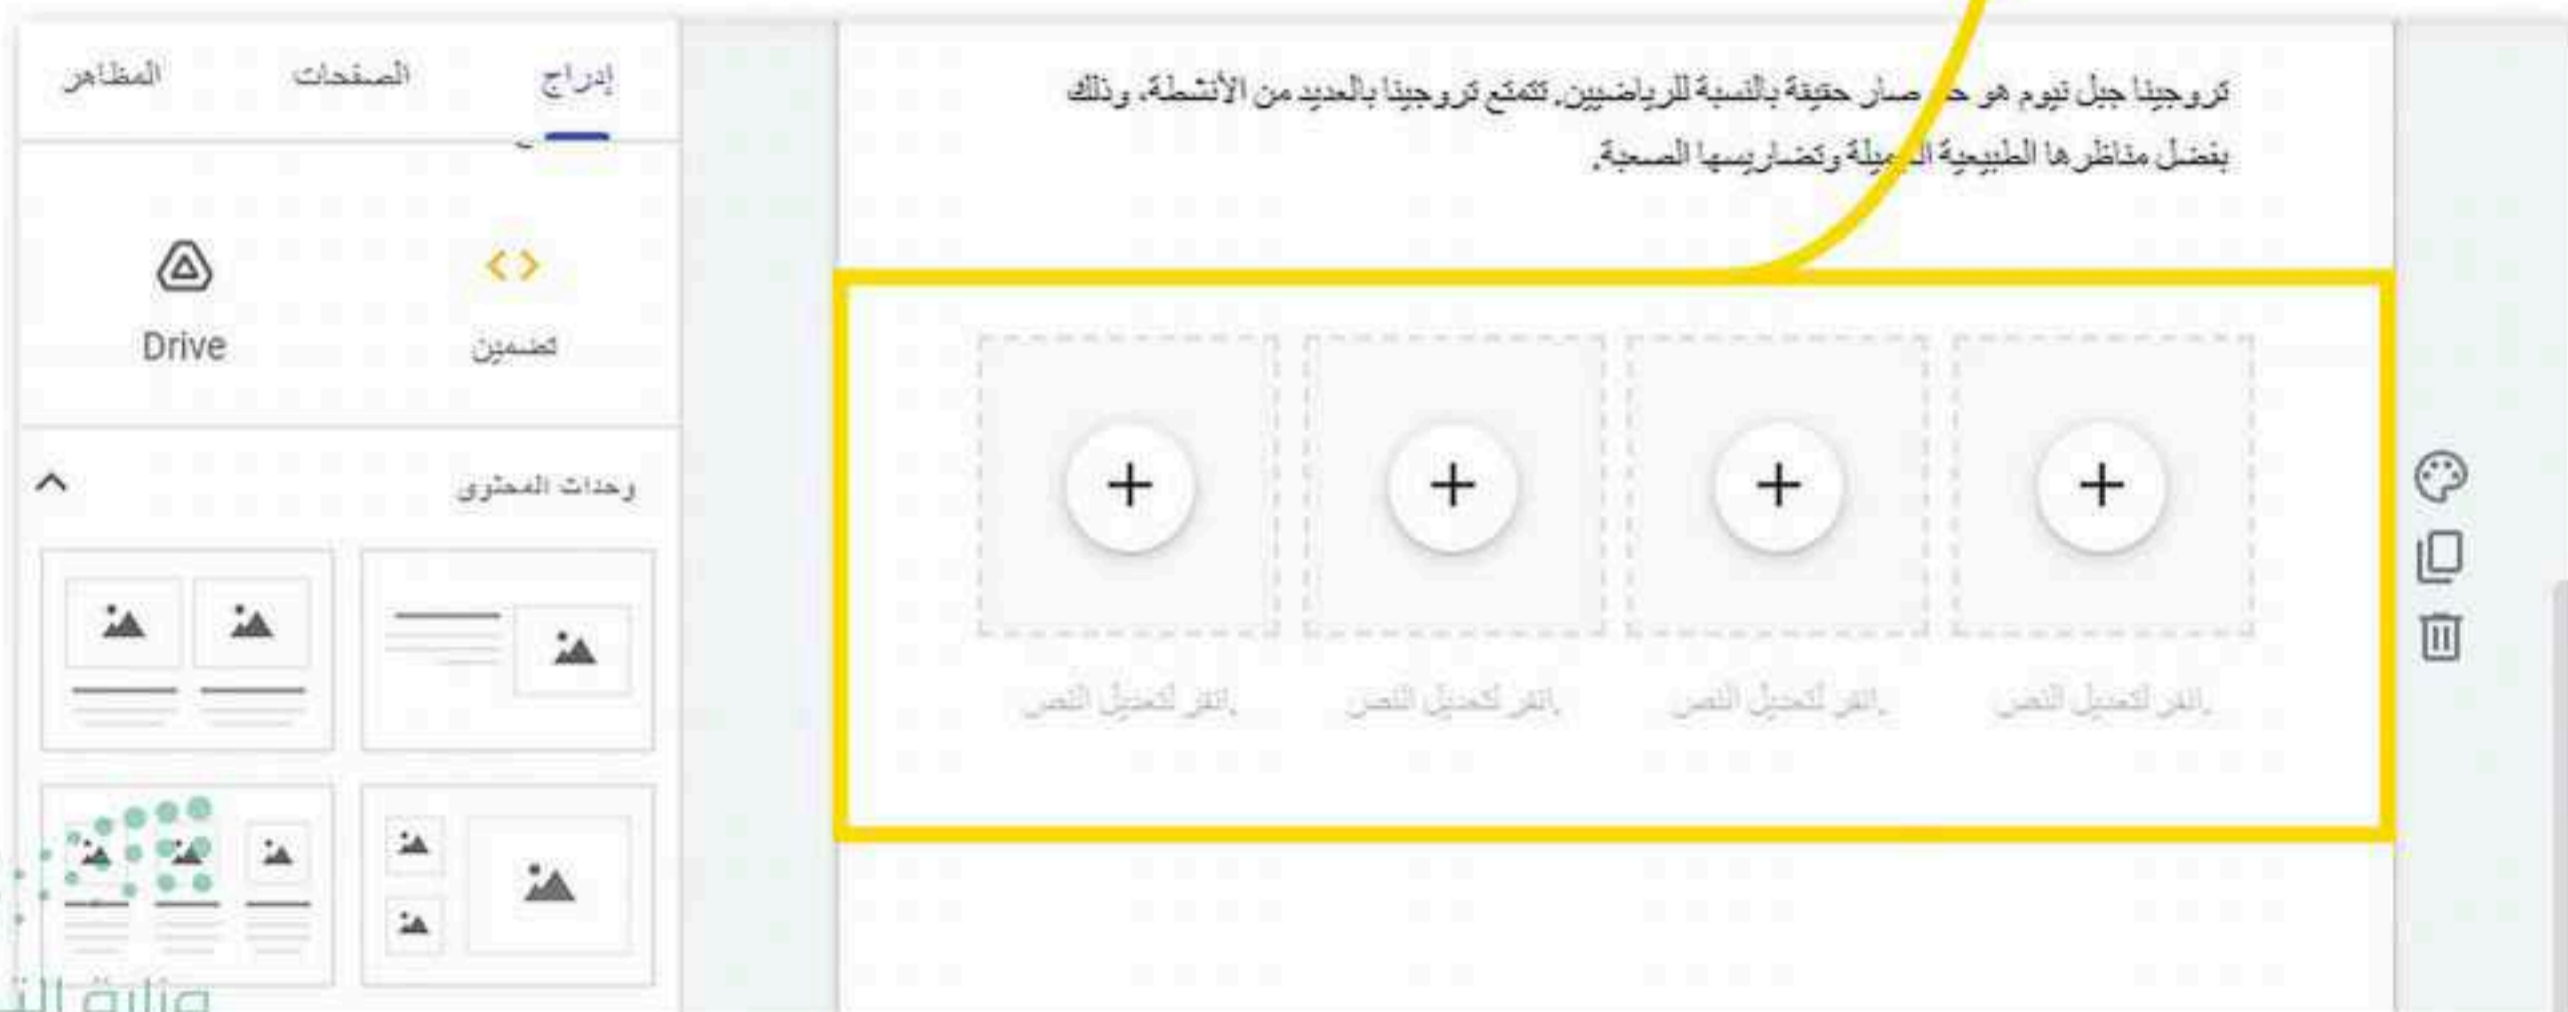 إدراج
الصفحات
المظاهر
تضمين
Drive
وحدات المحتوى
تروجينا جبل نيوم هو صار حقيقة بالنسبة للرياضيين. تتمتع تروجينا بالعديد من الأنشطة، وذلك
بفضل مناظرها الطبيعية الجميلة وتضاريسها الصعبة.
انقر لتعديل النص.
انقر لتعديل النص.
انقر لتعديل النص.
انقر لتعديل النص.
وزارة